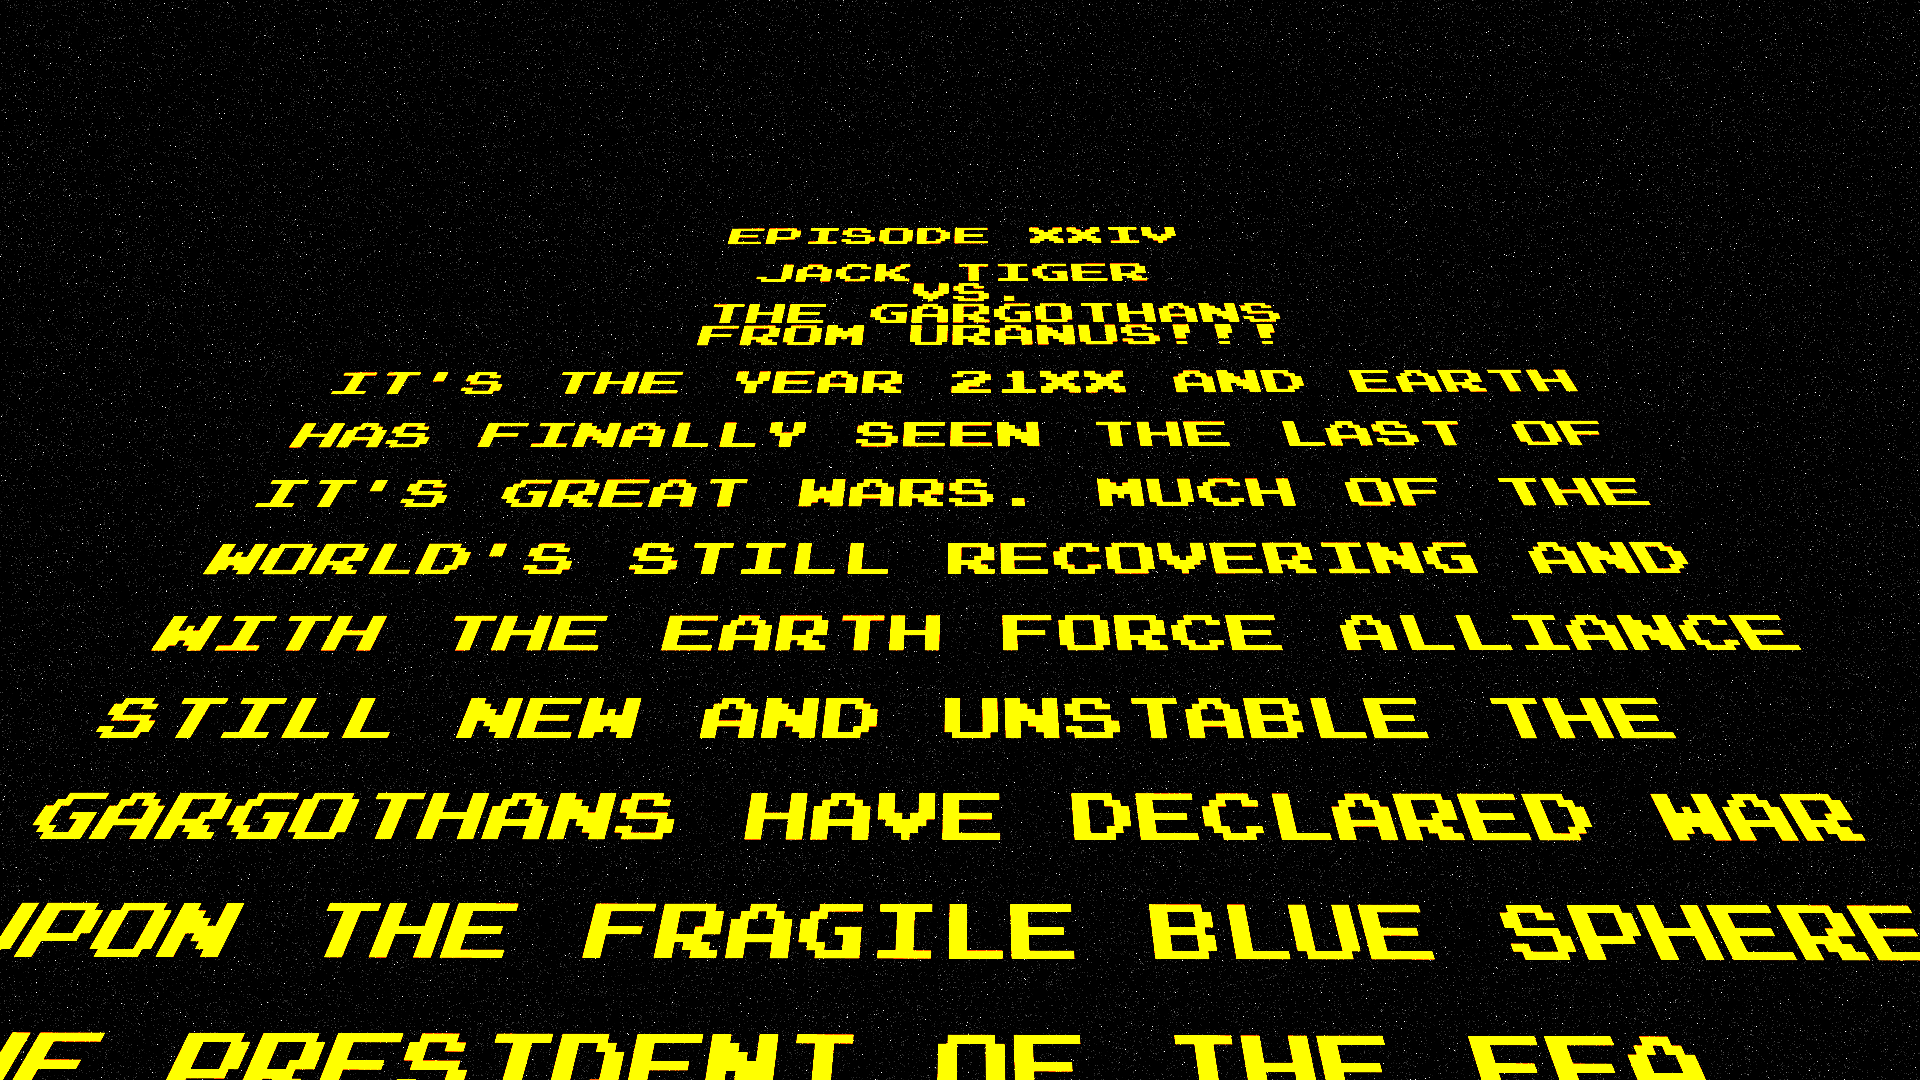 EPISODE XXIV
JACK TIGER
VS.
THE GARGOTHANS
FROM URANUS!!!
IT'S THE YEAR 21XX AND EARTH
HAS FINALLY SEEN THE LAST OF
IT'S GREAT WARS. MUCH OF THE
WORLD'S STILL RECOVERING AND
WITH THE EARTH FORCE ALLIANCE
STILL NEW AND UNSTABLE THE
GARGOTHANS HAVE DECLARED WAR
UPON THE FRAGILE BLUE SPHERE
PRESIDENT OF THE EFA